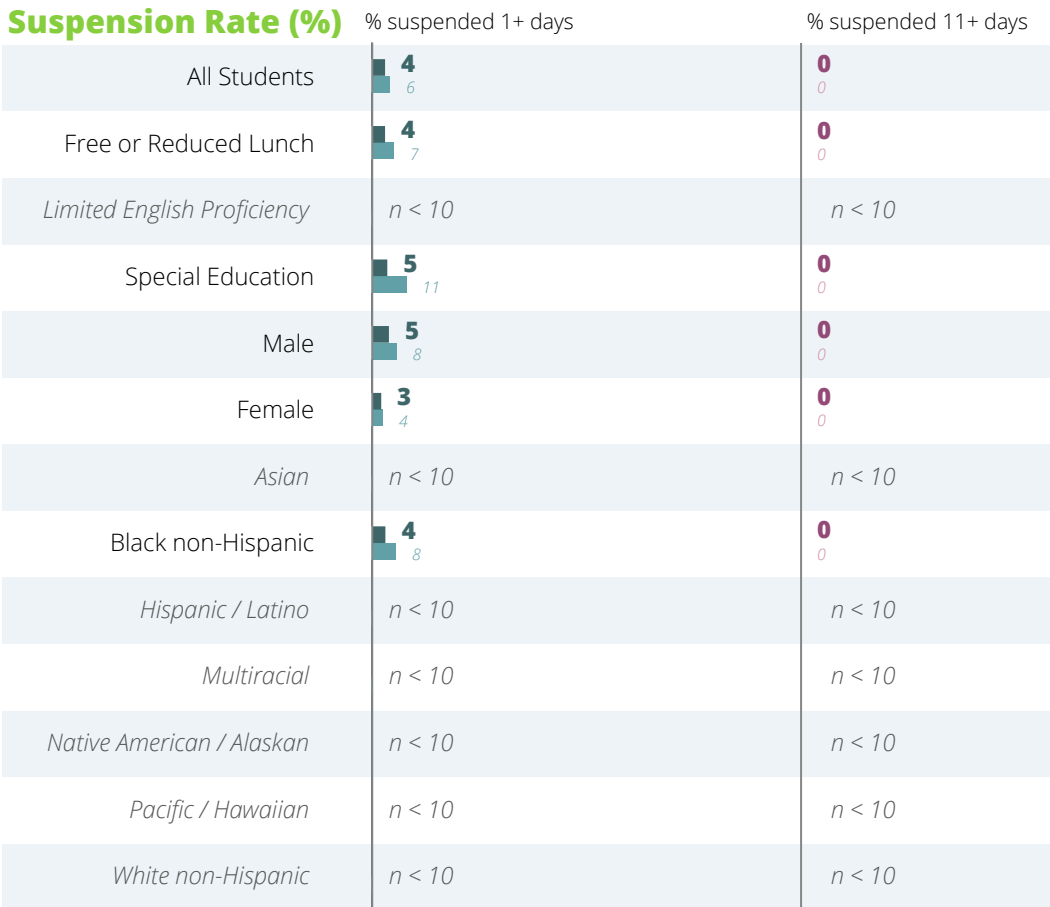 Suspension Rate (%) % suspended 1+ days % suspended 11+ days
All Students 4 0
6 0
Free or Reduced Lunch 4 0
7 0
Limited English Proficiency n < 10 n < 10
Special Education 5 0
11 0
Male 5 0
8 0
Female 3 0
4 0
Asian n < 10 n < 10
Black non-Hispanic 4 0
8 0
Hispanic / Latino n < 10 n < 10
Multiracial n < 10 n < 10
Native American / Alaskan n < 10 n < 10
Pacific / Hawaiian n < 10 n < 10
White non-Hispanic n < 10 n < 10